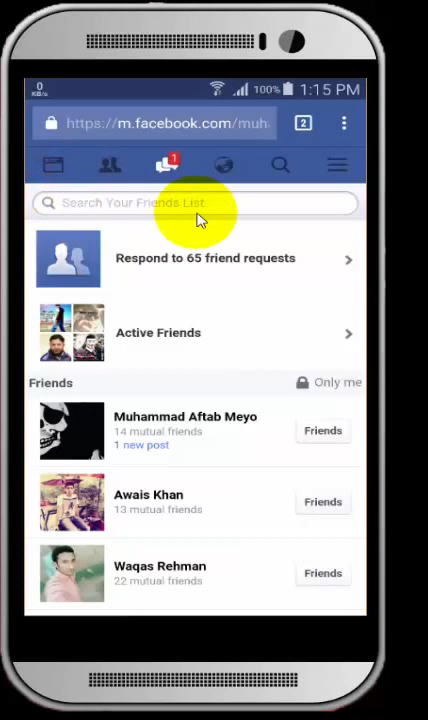 0
KB/s
100%
1:15 PM
https://m.facebook.com/muha
2
1
Search Your Friends List
Respond to 65 friend requests
Active Friends
Friends
Only me
Muhammad Aftab Meyo
14 mutual friends
1 new post
Friends
Awais Khan
13 mutual friends
Friends
Waqas Rehman
22 mutual friends
Friends